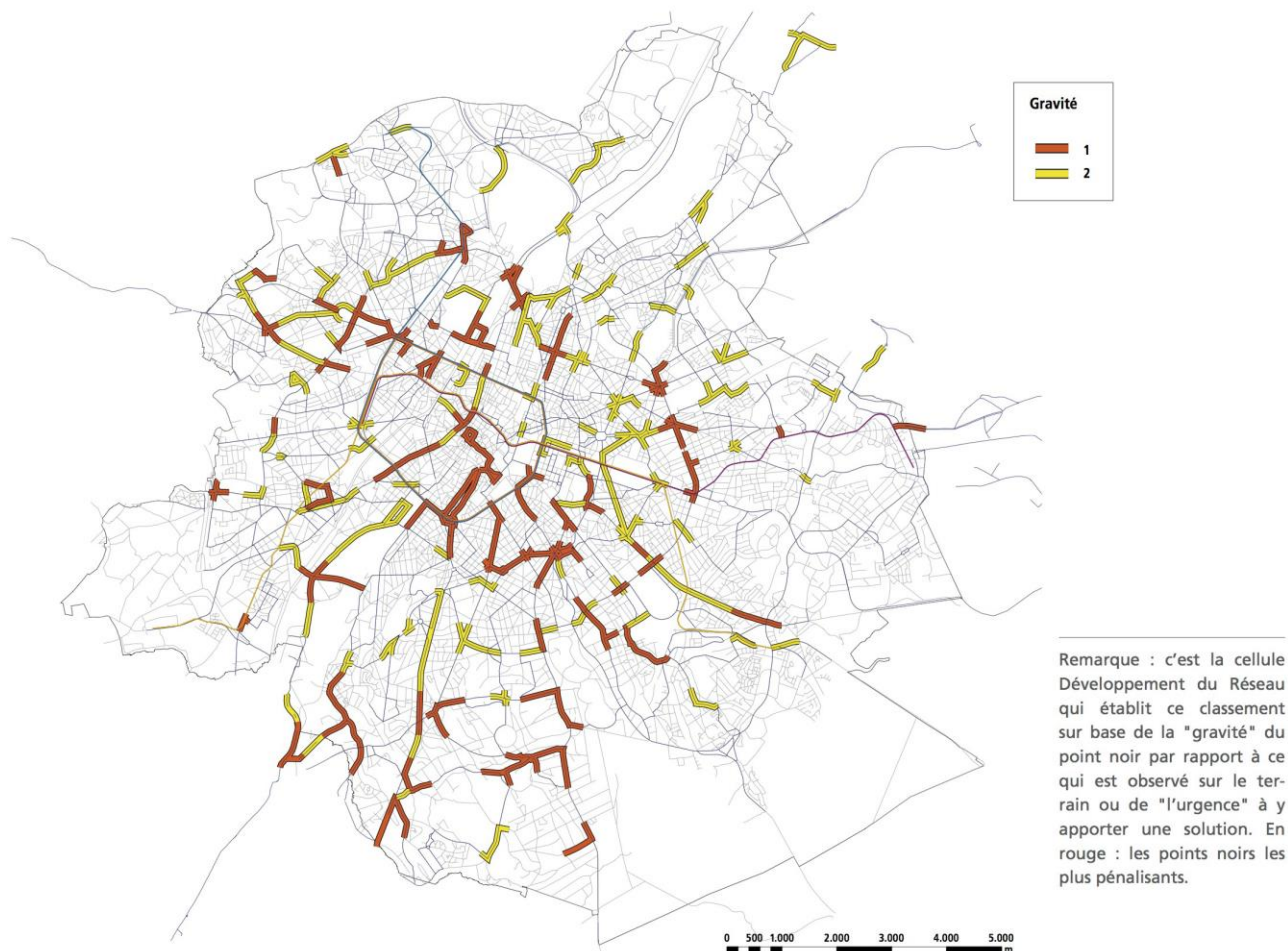 Gravité
1
2
Remarque : c'est la cellule
Développement du Réseau
qui établit ce classement
sur base de la "gravité" du
point noir par rapport à ce
qui est observé sur le ter-
rain ou de "l'urgence" à y
apporter une solution. En
rouge : les points noirs les
plus pénalisants.
0 500 1.000 2.000 3.000 4.000 5.000
m